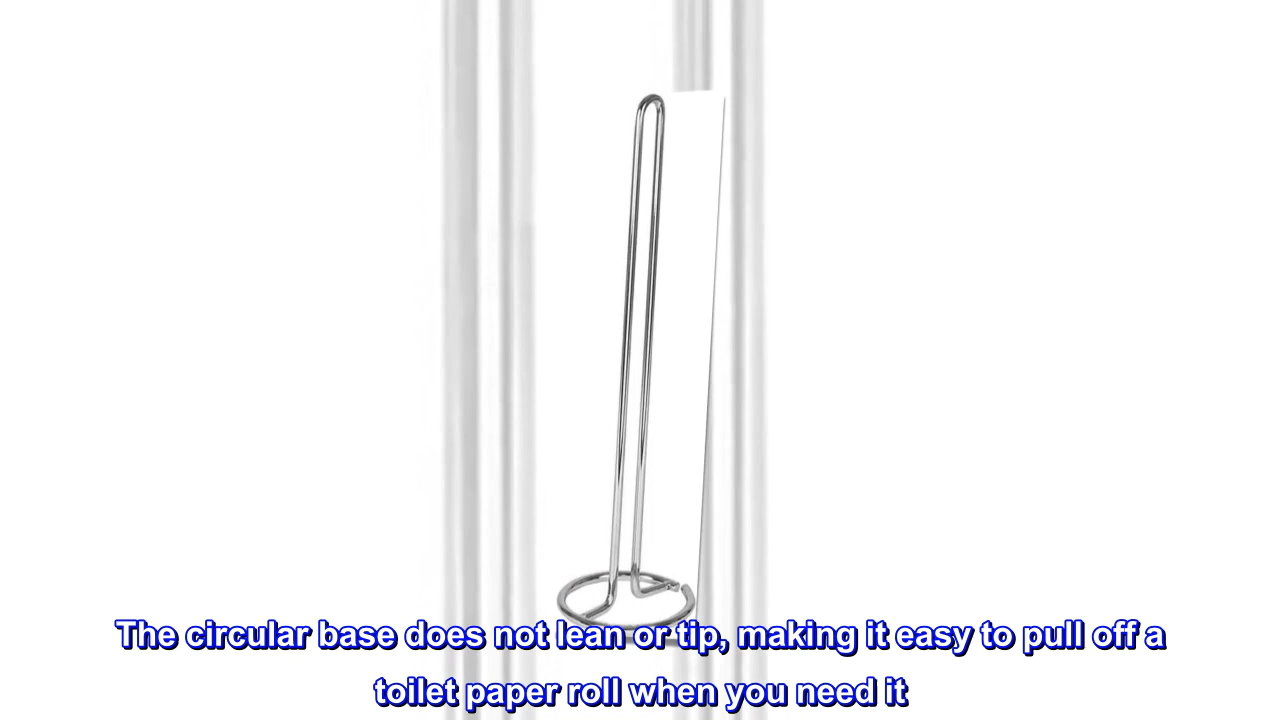 The circular base does not lean or tip, making it easy to pull off a
toilet paper roll when you need it